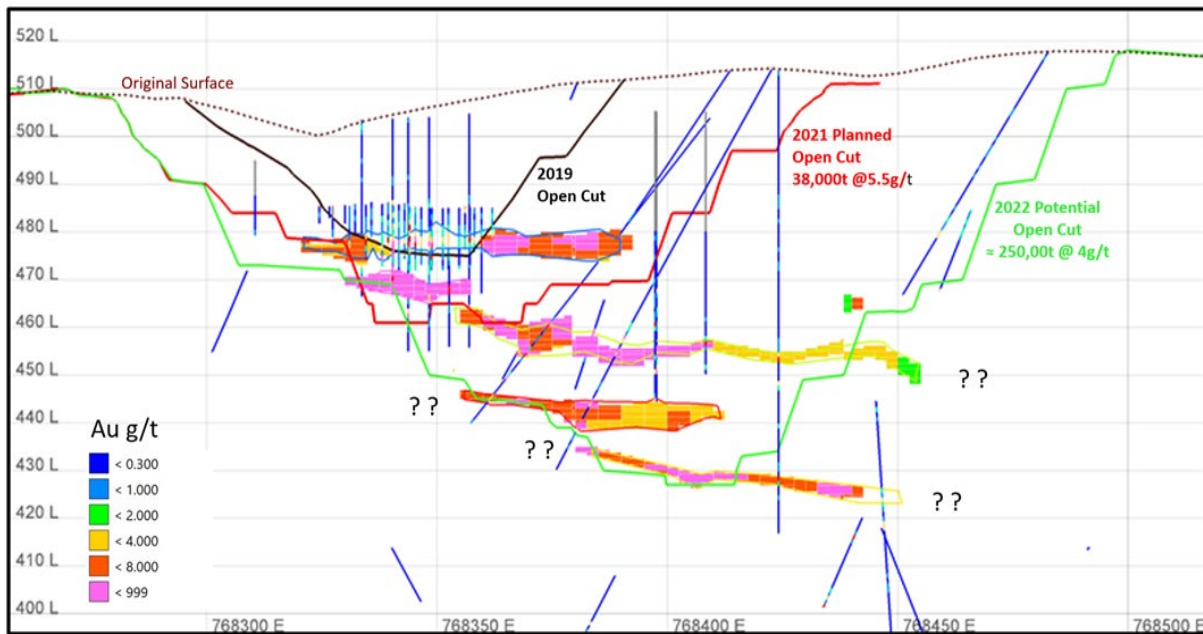 520 L
510 L
500 L
490 L
480 L
470 L
460 L
450 L
440 L
430 L
420 L
410 L
400 L
Original Surface
2019
Open Cut
2021 Planned
Open Cut
38,000t @5.5g/t
2022 Potential
Open Cut
≈ 250,00t @ 4g/t
? ?
? ?
? ?
? ?
Au g/t
< 0.300
< 1.000
< 2.000
< 4.000
< 8.000
< 999
768300 E
768350 E
768400 E
768450 E
768500 E